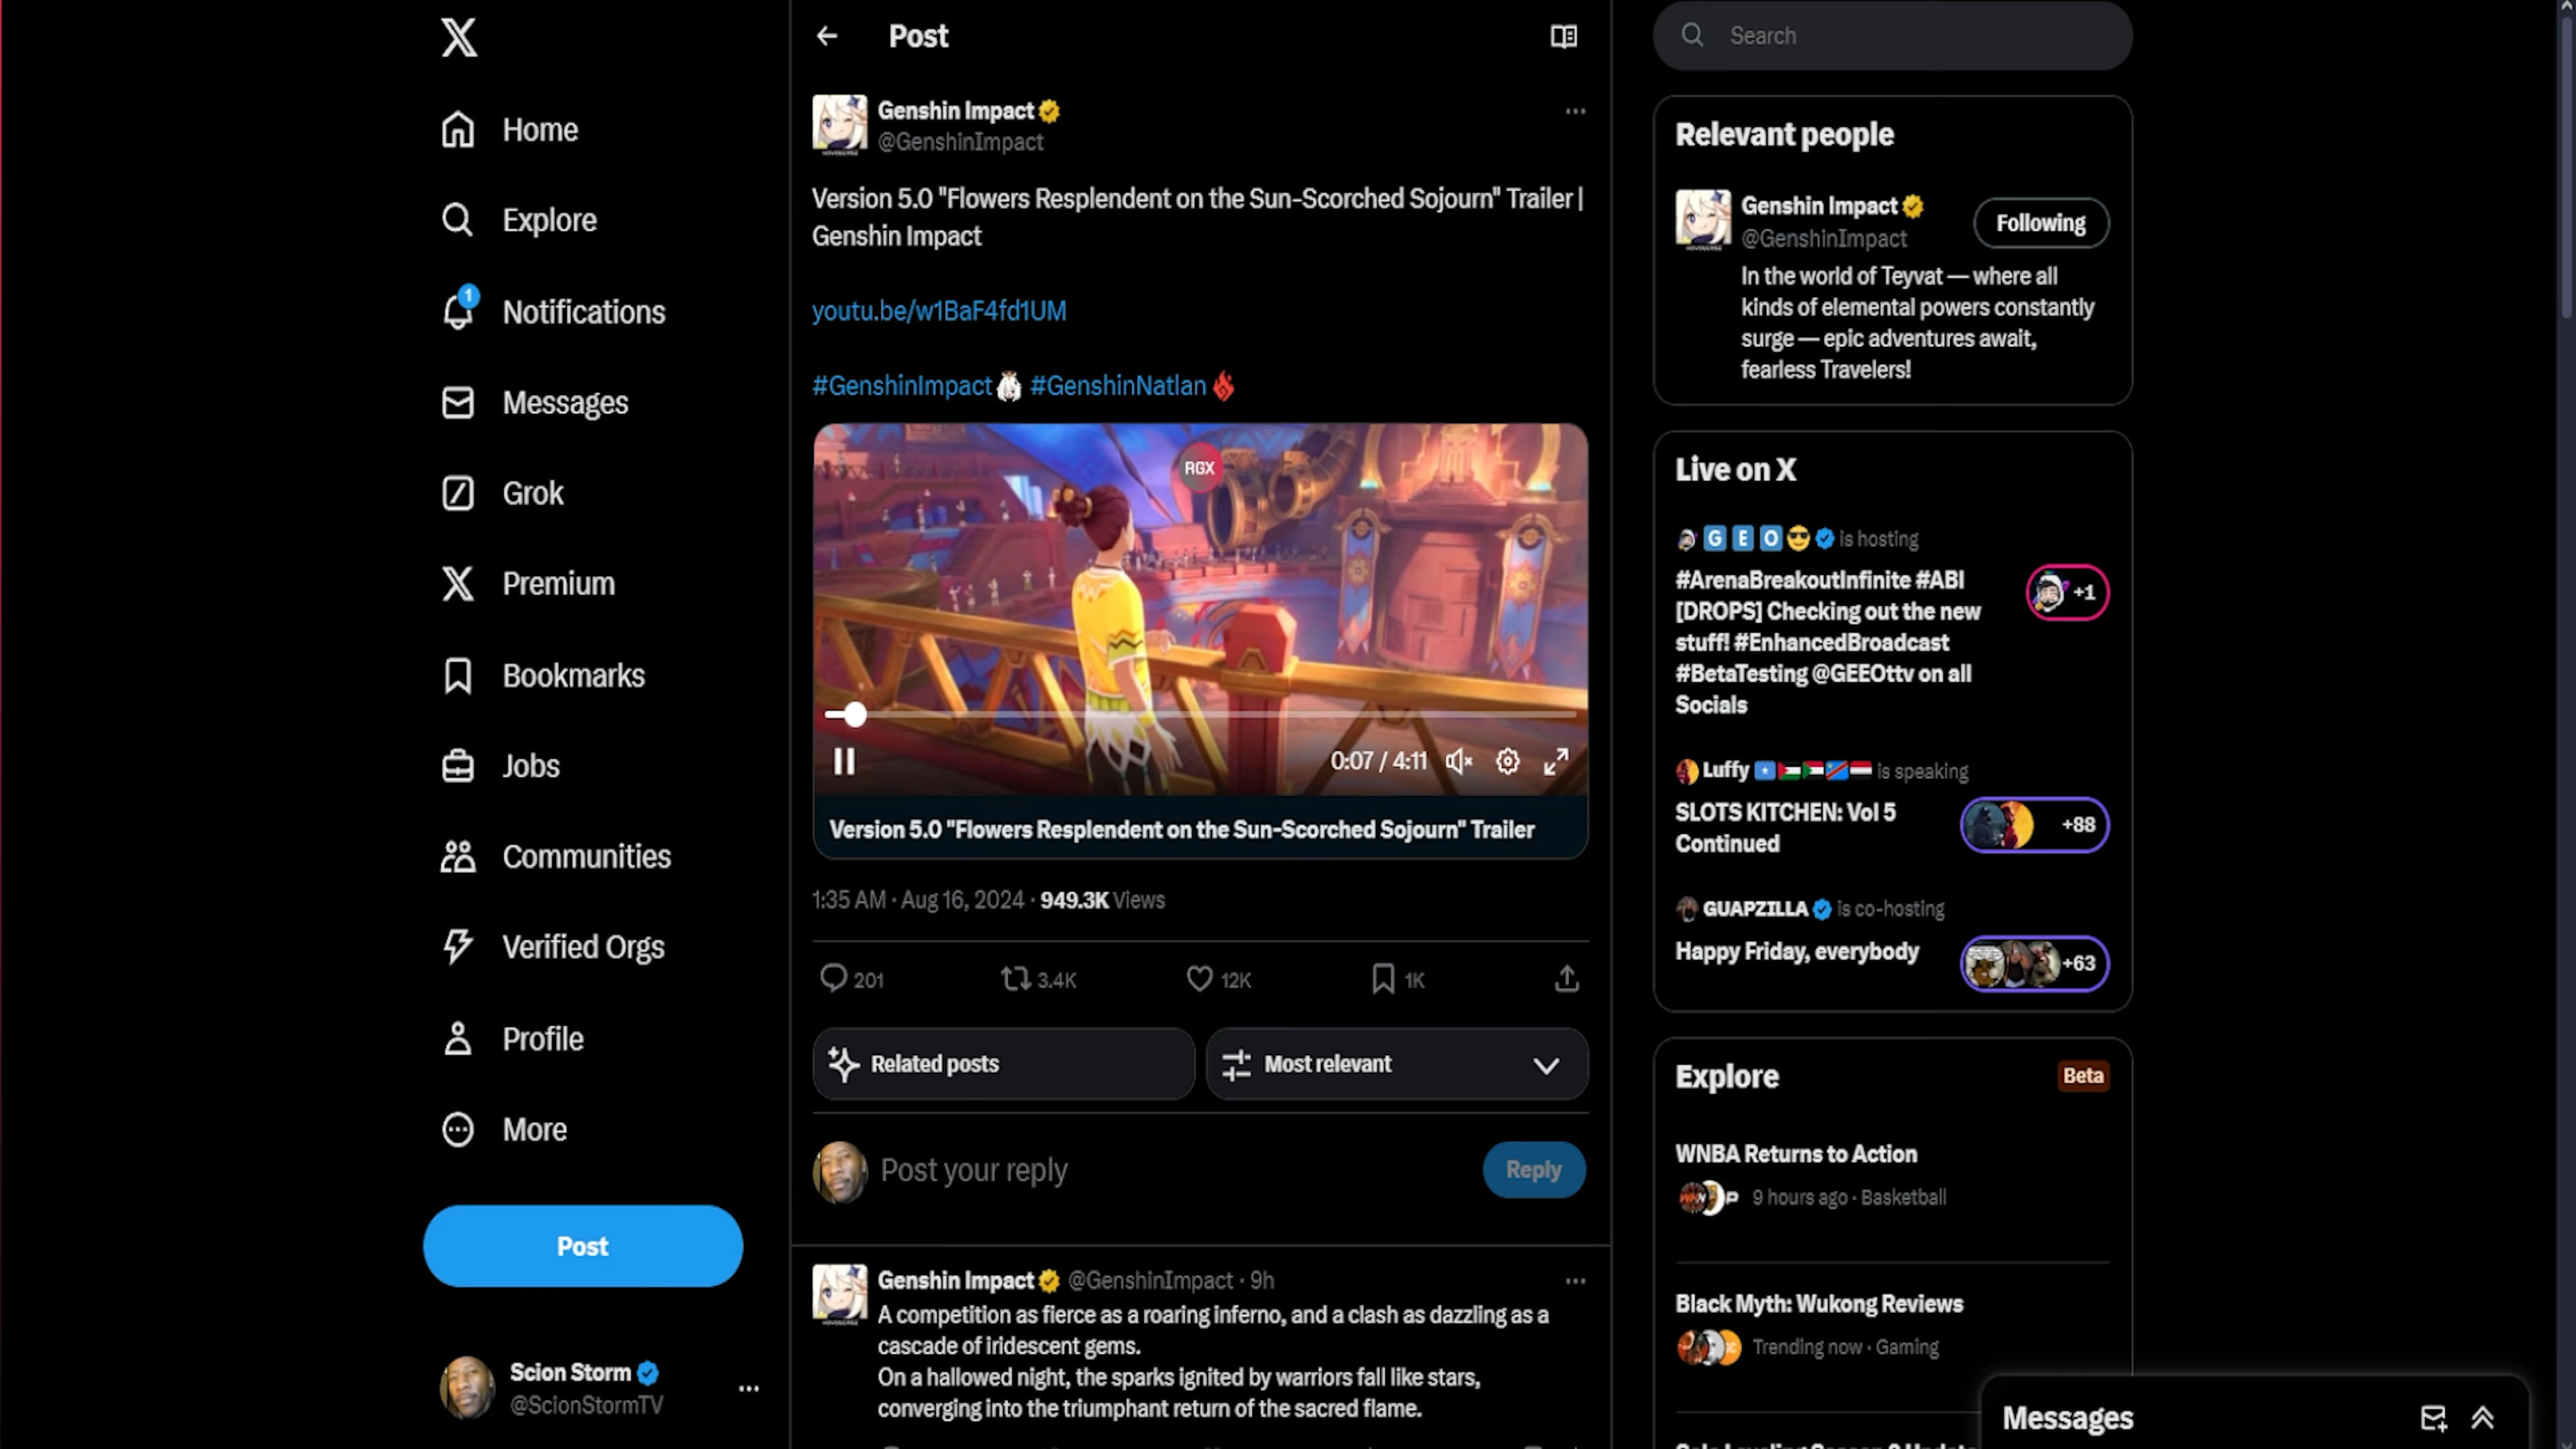 Home
Explore
1
Notifications
Messages
Grok
Premium
Bookmarks
Jobs
Communities
Verified Orgs
Profile
More
Post
Scion Storm
@ScionStormTV
Post
Genshin Impact
@GenshinImpact
Version 5.0 "Flowers Resplendent on the Sun-Scorched Sojourn" Trailer |
Genshin Impact
youtu.be/w1BaF4fd1UM
#GenshinImpact #GenshinNatlan
RGX
0:07 / 4:11
Version 5.0 "Flowers Resplendent on the Sun-Scorched Sojourn" Trailer
1:35 AM · Aug 16, 2024 · 949.3K Views
201 3.4K 12K 1K
Related posts
Most relevant
Post your reply
Reply
Genshin Impact @GenshinImpact · 9h
A competition as fierce as a roaring inferno, and a clash as dazzling as a
cascade of iridescent gems.
On a hallowed night, the sparks ignited by warriors fall like stars,
converging into the triumphant return of the sacred flame.
Search
Relevant people
Genshin Impact
@GenshinImpact
Following
In the world of Teyvat — where all
kinds of elemental powers constantly
surge — epic adventures await,
fearless Travelers!
Live on X
G E O is hosting
#ArenaBreakoutInfinite #ABI
[DROPS] Checking out the new
stuff! #EnhancedBroadcast
#BetaTesting @GEEOttv on all
Socials
+1
Luffy is speaking
SLOTS KITCHEN: Vol 5
Continued
+88
GUAPZILLA is co-hosting
Happy Friday, everybody
+63
Explore
Beta
WNBA Returns to Action
9 hours ago · Basketball
Black Myth: Wukong Reviews
Trending now · Gaming
Messages